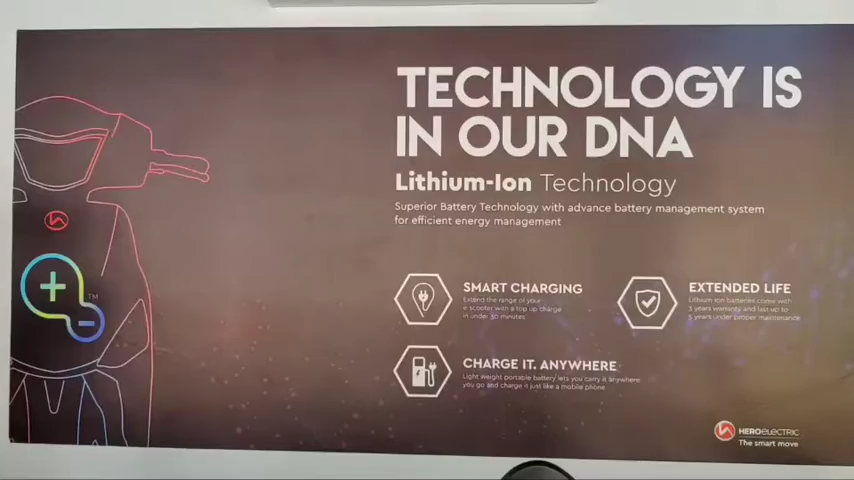 TECHNOLOGY IS
IN OUR DNA
Lithium-Ion Technology
Superior Battery Technology with advance battery management system
for efficient energy management
SMART CHARGING
Extend the range of your
e scooter with a top up charge
in under 30 minutes
EXTENDED LIFE
Lithium Ion batteries come with
3 years warranty and last up to
5 years under proper maintenance
CHARGE IT. ANYWHERE
Light weight portable battery lets you carry it anywhere
you go and charge it just like a mobile phone
TM
HEROELECTRIC
The smart move